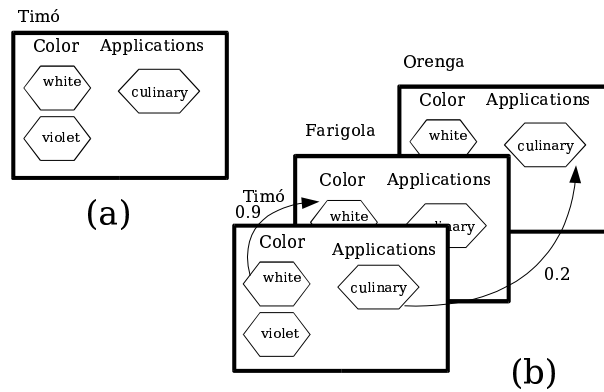 Timó
Color Applications
white
culinary
violet
(a)
Orenga
Color Applications
white
culinary
Farigola
Color Applications
white
Timó
0.9
Color Applications
white
culinary
violet
0.2
(b)